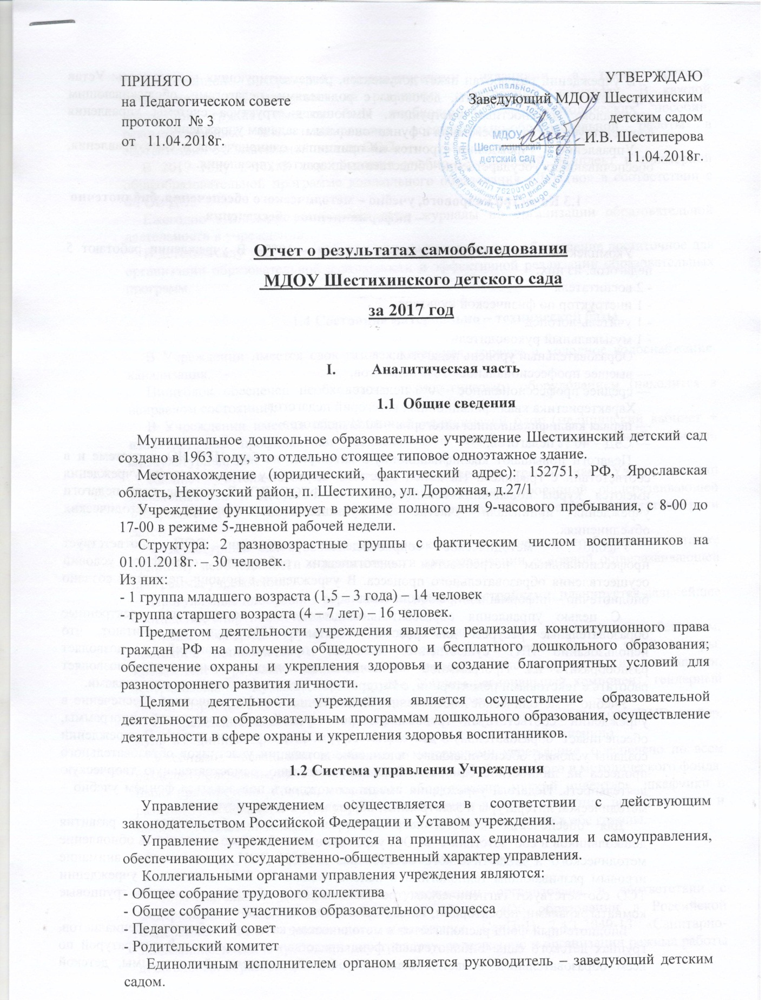 ПРИНЯТО
на Педагогическом совете
протокол № 3
от 11.04.2018г.
УТВЕРЖДАЮ
Заведующий МДОУ Шестихинским
детским садом
И.В. Шестиперова
11.04.2018г.
МДОУ
Шестихинский
детский сад
КПП 762001001
Отчет о результатах самообследования
МДОУ Шестихинского детского сада
за 2017 год
I. Аналитическая часть
1.1 Общие сведения
Муниципальное дошкольное образовательное учреждение Шестихинский детский сад
создано в 1963 году, это отдельно стоящее типовое одноэтажное здание.
Местонахождение (юридический, фактический адрес): 152751, РФ, Ярославская
область, Некоузский район, п. Шестихино, ул. Дорожная, д.27/1
Учреждение функционирует в режиме полного дня 9-часового пребывания, с 8-00 до
17-00 в режиме 5-дневной рабочей недели.
Структура: 2 разновозрастные группы с фактическим числом воспитанников на
01.01.2018г. – 30 человек.
Из них:
- 1 группа младшего возраста (1,5 – 3 года) – 14 человек
- группа старшего возраста (4 – 7 лет) – 16 человек.
Предметом деятельности учреждения является реализация конституционного права
граждан РФ на получение общедоступного и бесплатного дошкольного образования;
обеспечение охраны и укрепления здоровья и создание благоприятных условий для
разностороннего развития личности.
Целями деятельности учреждения является осуществление образовательной
деятельности по образовательным программам дошкольного образования, осуществление
деятельности в сфере охраны и укрепления здоровья воспитанников.
1.2 Система управления Учреждения
Управление учреждением осуществляется в соответствии с действующим
законодательством Российской Федерации и Уставом учреждения.
Управление учреждением строится на принципах единоначалия и самоуправления,
обеспечивающих государственно-общественный характер управления.
Коллегиальными органами управления учреждения являются:
- Общее собрание трудового коллектива
- Общее собрание участников образовательного процесса
- Педагогический совет
- Родительский комитет
Единоличным исполнителем органом является руководитель – заведующий детским
садом.